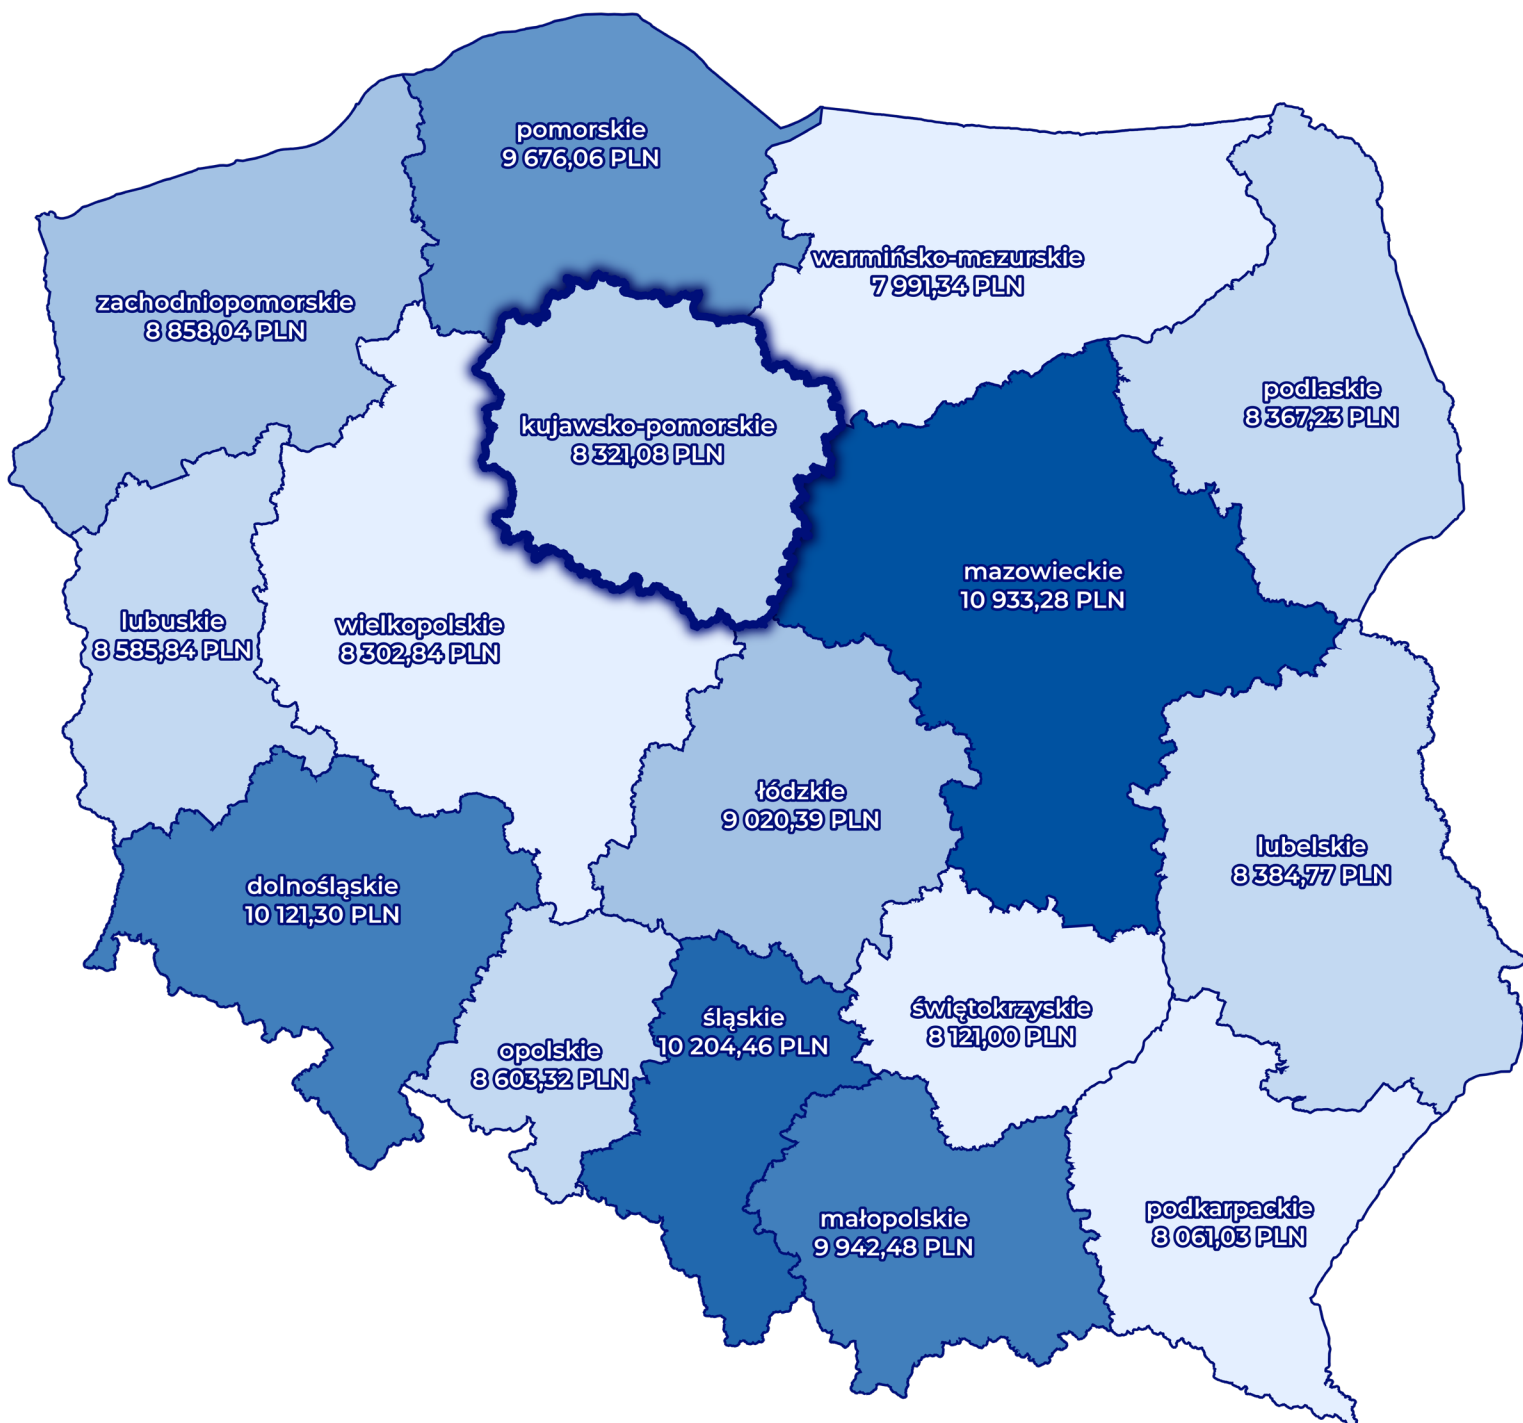 pomorskie
9 676,06 PLN
warmińsko-mazurskie
7 991,34 PLN
zachodniopomorskie
8 858,04 PLN
podlaskie
8 367,23 PLN
kujawsko-pomorskie
8 321,08 PLN
mazowieckie
10 933,28 PLN
lubuskie
8 585,84 PLN
wielkopolskie
8 302,84 PLN
łódzkie
9 020,39 PLN
lubelskie
8 384,77 PLN
dolnośląskie
10 121,30 PLN
śląskie
10 204,46 PLN
świętokrzyskie
8 121,00 PLN
opolskie
8 603,32 PLN
małopolskie
9 942,48 PLN
podkarpackie
8 061,03 PLN